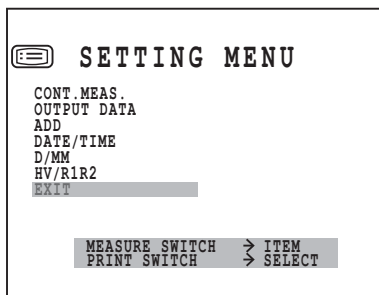 SETTING MENU
CONT.MEAS.
OUTPUT DATA
ADD
DATE/TIME
D/MM
HV/R1R2
EXIT
MEASURE SWITCH → ITEM
PRINT SWITCH → SELECT